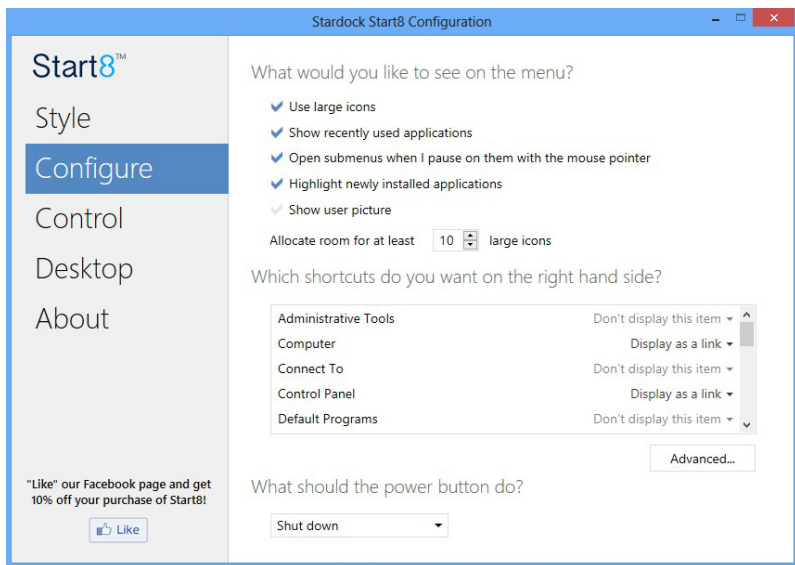 Stardock Start8 Configuration
Start8™
Style
Configure
Control
Desktop
About
"Like" our Facebook page and get
10% off your purchase of Start8!
Like
What would you like to see on the menu?
Use large icons
Show recently used applications
Open submenus when I pause on them with the mouse pointer
Highlight newly installed applications
Show user picture
Allocate room for at least 10 large icons
Which shortcuts do you want on the right hand side?
Administrative Tools Don't display this item
Computer Display as a link
Connect To Don't display this item
Control Panel Display as a link
Default Programs Don't display this item
Advanced...
What should the power button do?
Shut down